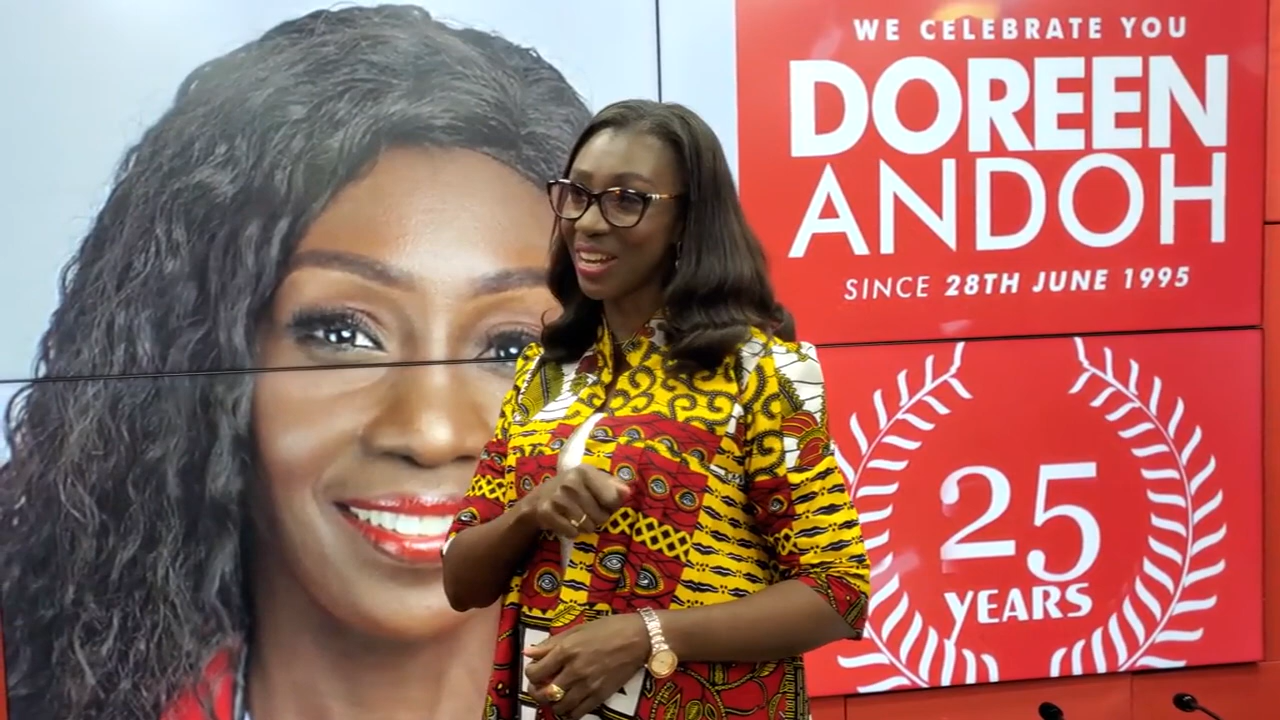 WE CELEBRATE YOU
DOREEN
ANDOH
SINCE 28TH JUNE 1995
25
YEARS